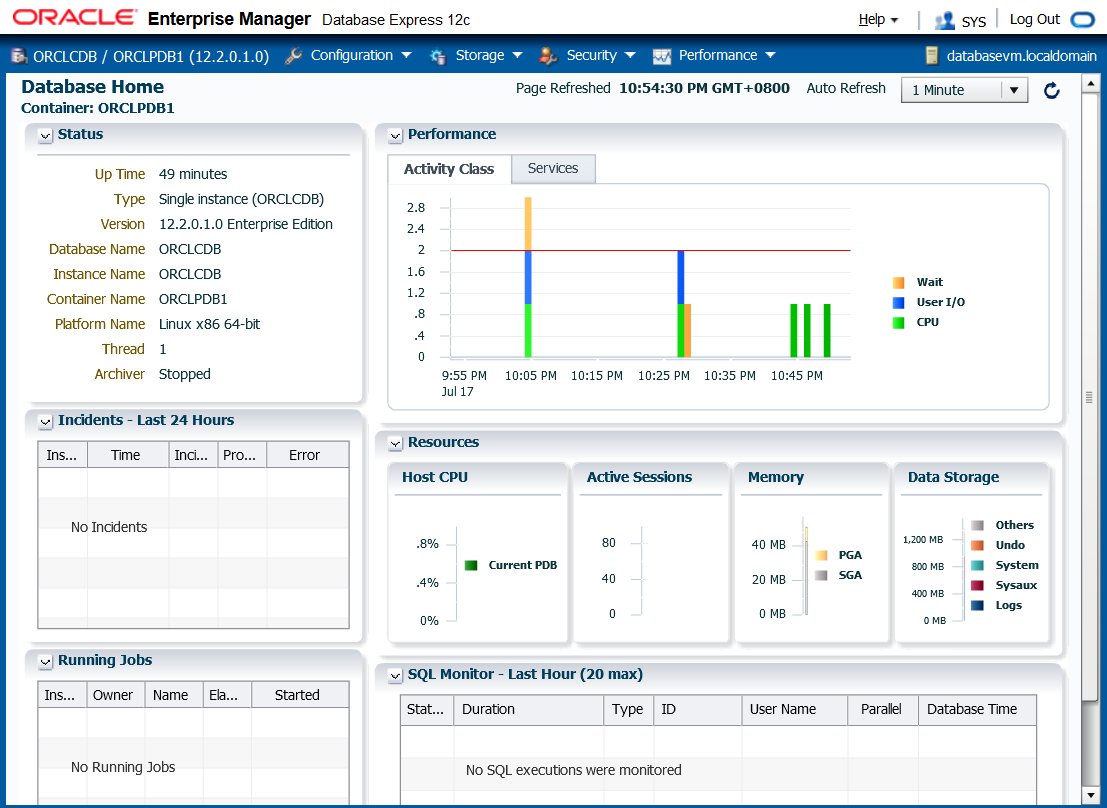 ORACLE Enterprise Manager Database Express 12c
Help SYS Log Out
ORCLCDB / ORCLPDB1 (12.2.0.1.0) Configuration Storage Security Performance databasevm.localdomain
Database Home
Container: ORCLPDB1
Page Refreshed 10:54:30 PM GMT+0800 Auto Refresh 1 Minute
Status
Up Time 49 minutes
Type Single instance (ORCLCDB)
Version 12.2.0.1.0 Enterprise Edition
Database Name ORCLCDB
Instance Name ORCLCDB
Container Name ORCLPDB1
Platform Name Linux x86 64-bit
Thread 1
Archiver Stopped
Incidents - Last 24 Hours
Ins... Time Inci... Pro... Error
No Incidents
Running Jobs
Ins... Owner Name Ela... Started
No Running Jobs
Performance
Activity Class Services
2.8
2.4
2
1.6
1.2
.8
.4
0
9:55 PM 10:05 PM 10:15 PM 10:25 PM 10:35 PM 10:45 PM
Jul 17
Wait
User I/O
CPU
Resources
Host CPU
.8%
.4%
0%
Current PDB
Active Sessions
80
40
0
Memory
40 MB
20 MB
0 MB
PGA
SGA
Data Storage
1,200 MB
800 MB
400 MB
0 MB
Others
Undo
System
Sysaux
Logs
SQL Monitor - Last Hour (20 max)
Stat... Duration Type ID User Name Parallel Database Time
No SQL executions were monitored